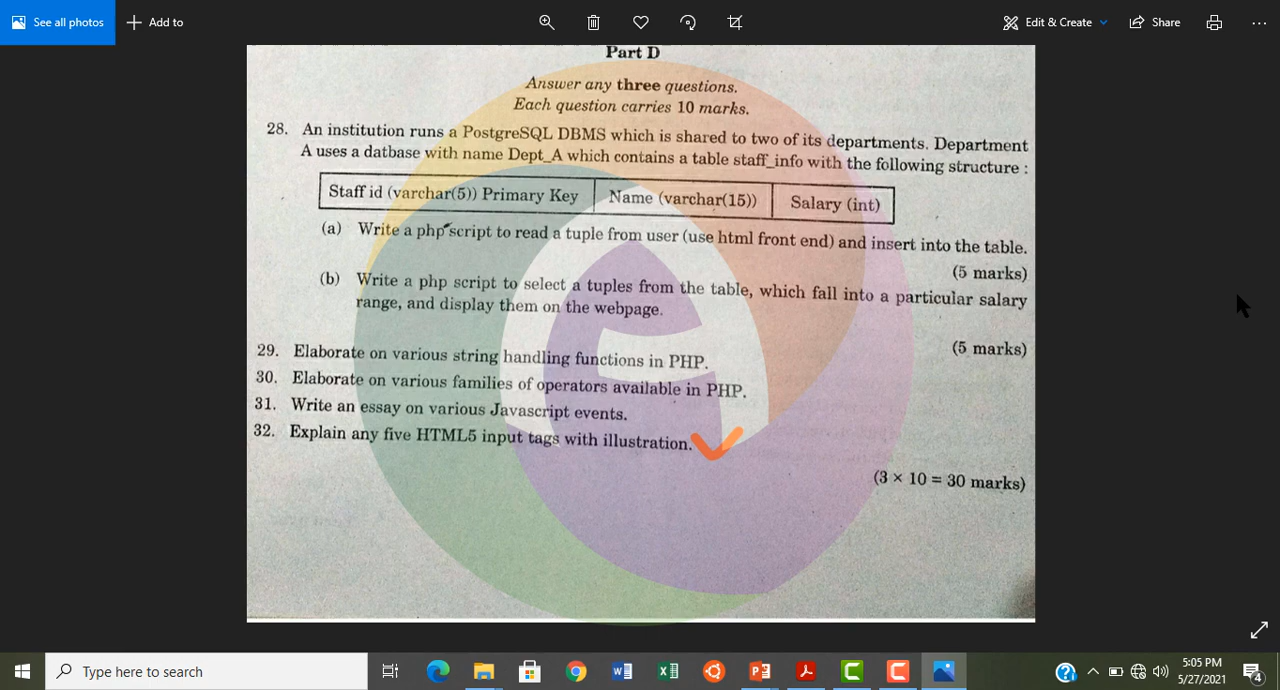 See all photos
Add to
Edit & Create
Share
Part D
Answer any three questions.
Each question carries 10 marks.
28. An institution runs a PostgreSQL DBMS which is shared to two of its departments. Department
A uses a datbase with name Dept_A which contains a table staff_info with the following structure :
Staff id (varchar(5)) Primary Key Name (varchar(15)) Salary (int)
(a) Write a php script to read a tuple from user (use html front end) and insert into the table.
(5 marks)
(b) Write a php script to select a tuples from the table, which fall into a particular salary
range, and display them on the webpage.
(5 marks)
29. Elaborate on various string handling functions in PHP.
30. Elaborate on various families of operators available in PHP.
31. Write an essay on various Javascript events.
32. Explain any five HTML5 input tags with illustration.
(3 × 10 = 30 marks)
Type here to search
5:05 PM
5/27/2021
4